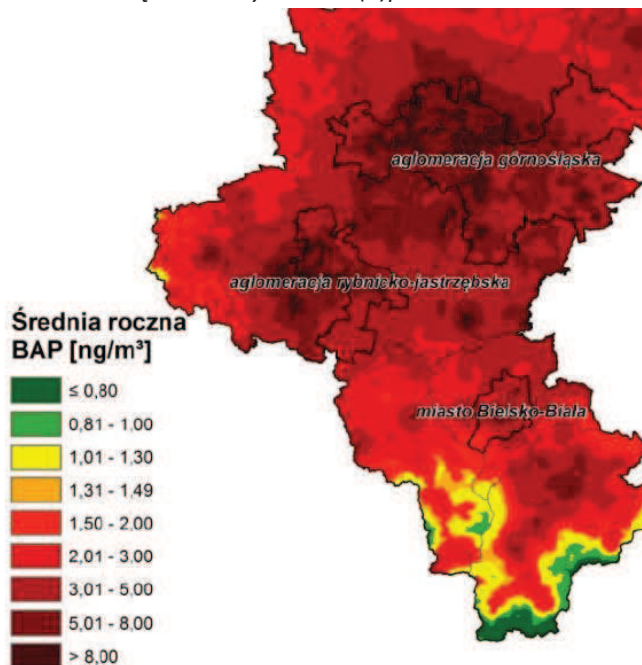 aglomeracja górnośląska
aglomeracja rybnicko-jastrzębska
miasto Bielsko-Biała
Średnia roczna
BAP [ng/m³]
≤ 0,80
0,81 - 1,00
1,01 - 1,30
1,31 - 1,49
1,50 - 2,00
2,01 - 3,00
3,01 - 5,00
5,01 - 8,00
> 8,00